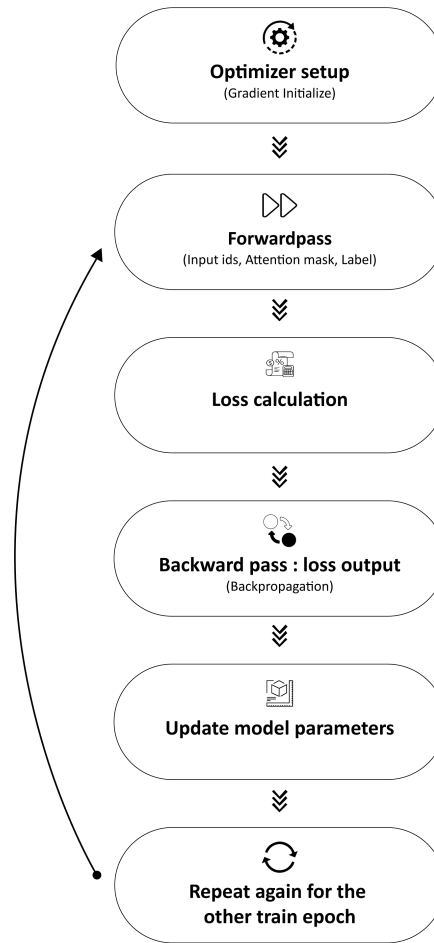 Optimizer setup
(Gradient Initialize)
Forwardpass
(Input ids, Attention mask, Label)
Loss calculation
Backward pass : loss output
(Backpropagation)
Update model parameters
Repeat again for the
other train epoch